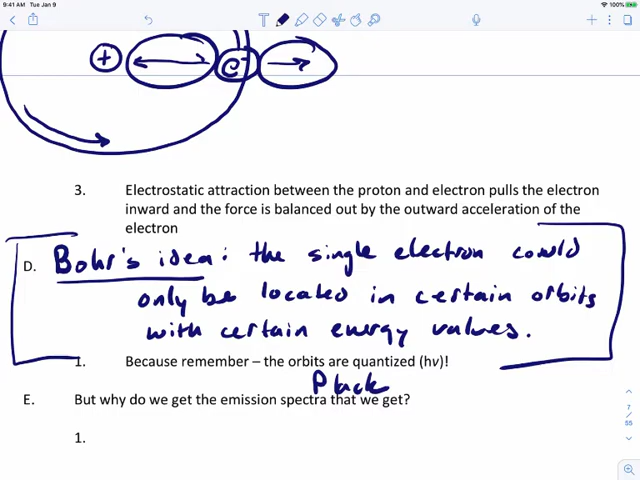 9:41 AM Tue Jan 9
100%
+
e-
3. Electrostatic attraction between the proton and electron pulls the electron
inward and the force is balanced out by the outward acceleration of the
electron
D. Bohr's idea: the single electron could
only be located in certain orbits
with certain energy values.
1. Because remember – the orbits are quantized (hv)!
Plack
E. But why do we get the emission spectra that we get?
1.
7
/
55